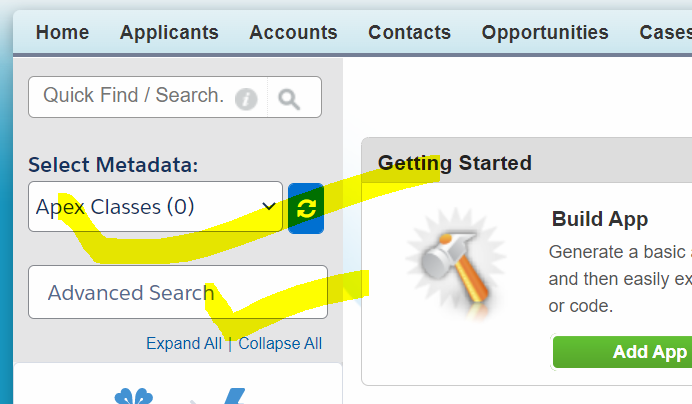 Home Applicants Accounts Contacts Opportunities Cases
Quick Find / Search.
Select Metadata:
Apex Classes (0)
Advanced Search
Expand All | Collapse All
Getting Started
Build App
Generate a basic
and then easily ex
or code.
Add App